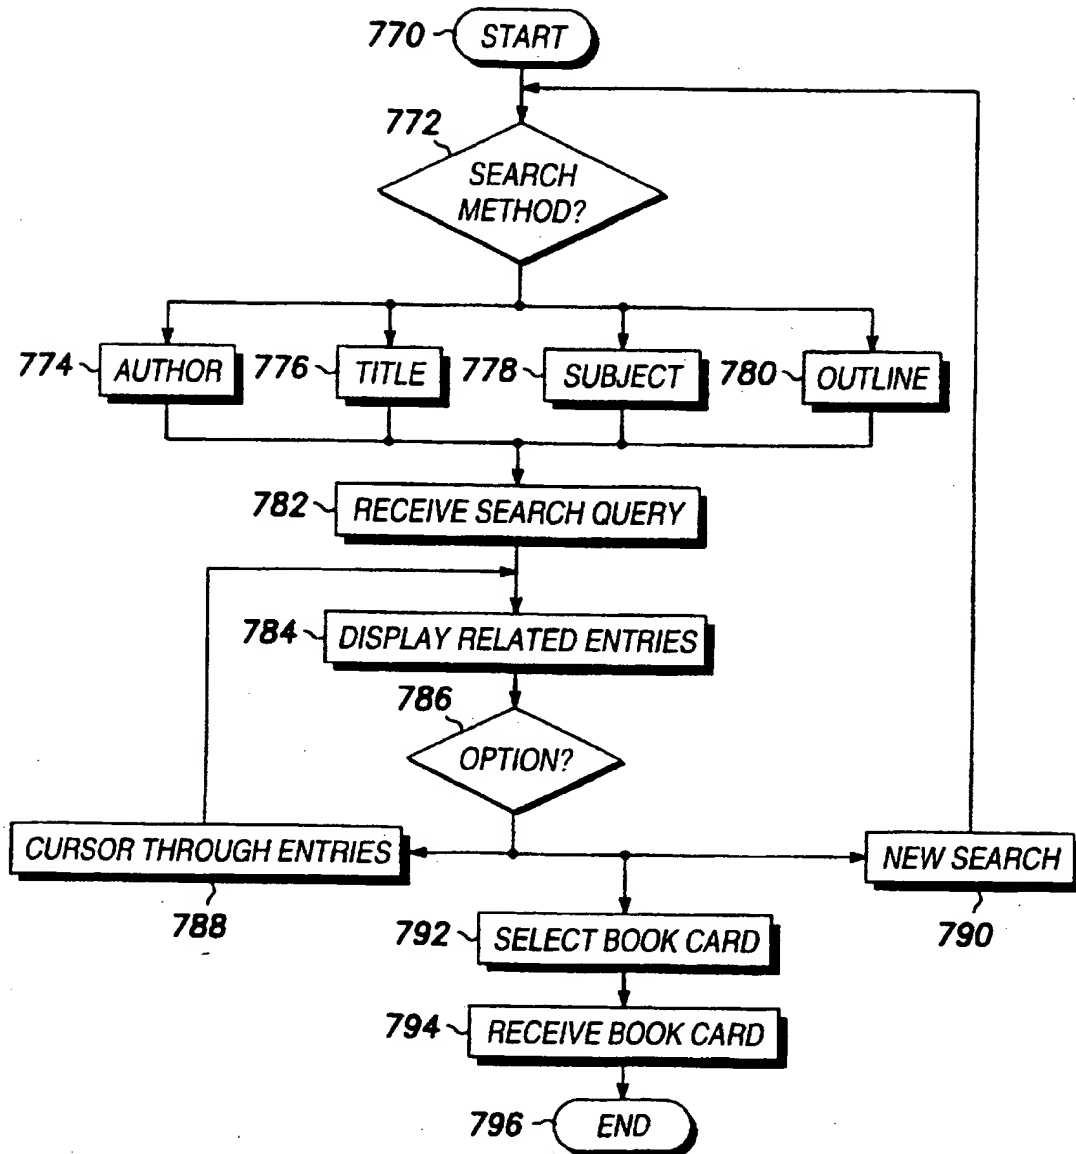 770 START
772
SEARCH
METHOD?
774 AUTHOR 776 TITLE 778 SUBJECT 780 OUTLINE
782 RECEIVE SEARCH QUERY
784 DISPLAY RELATED ENTRIES
786
OPTION?
CURSOR THROUGH ENTRIES NEW SEARCH
788 790
792 SELECT BOOK CARD
794 RECEIVE BOOK CARD
796 END